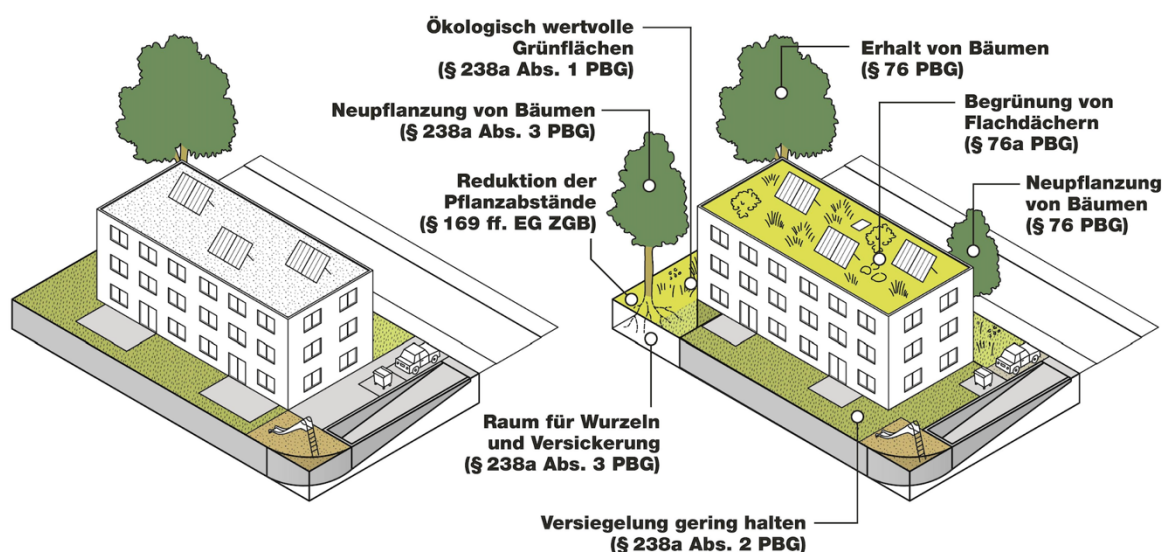 Ökologisch wertvolle
Grünflächen
(§ 238a Abs. 1 PBG)
Neupflanzung von Bäumen
(§ 238a Abs. 3 PBG)
Reduktion der
Pflanzabstände
(§ 169 ff. EG ZGB)
Raum für Wurzeln
und Versickerung
(§ 238a Abs. 3 PBG)
Versiegelung gering halten
(§ 238a Abs. 2 PBG)
Erhalt von Bäumen
(§ 76 PBG)
Begrünung von
Flachdächern
(§ 76a PBG)
Neupflanzung
von Bäumen
(§ 76 PBG)